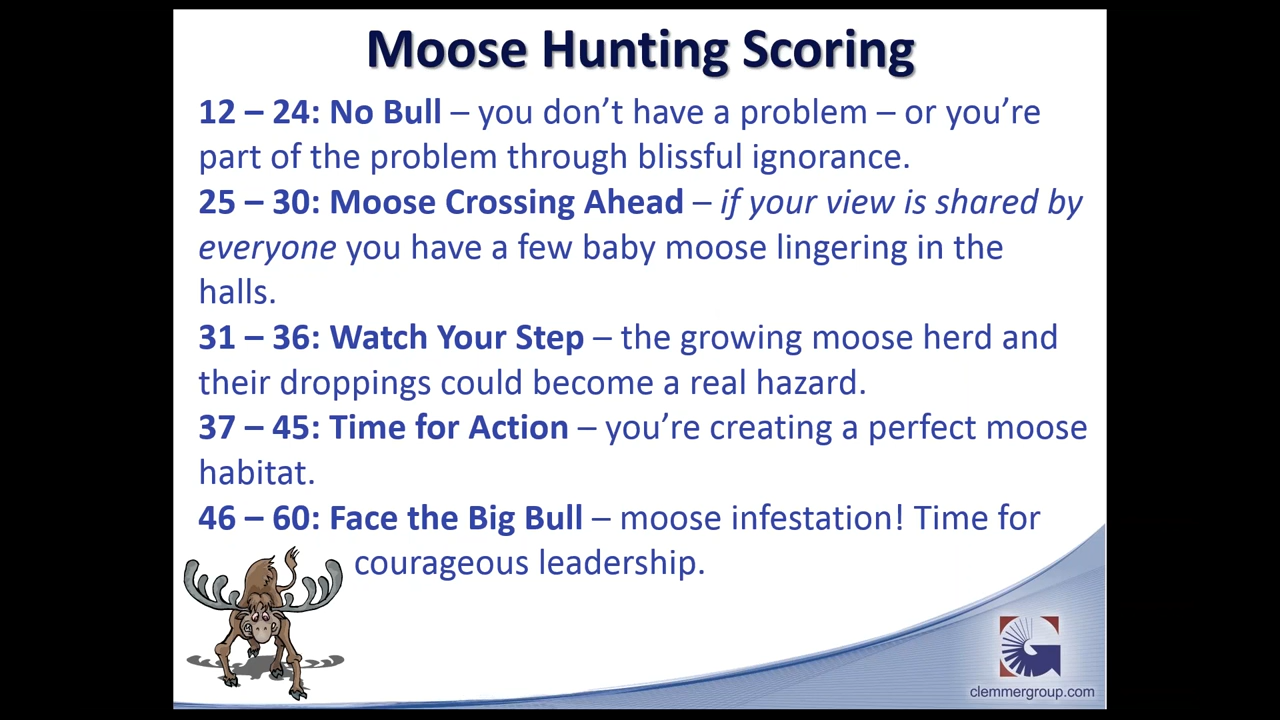 Moose Hunting Scoring
12 – 24: No Bull – you don’t have a problem – or you’re
part of the problem through blissful ignorance.
25 – 30: Moose Crossing Ahead – if your view is shared by
everyone you have a few baby moose lingering in the
halls.
31 – 36: Watch Your Step – the growing moose herd and
their droppings could become a real hazard.
37 – 45: Time for Action – you’re creating a perfect moose
habitat.
46 – 60: Face the Big Bull – moose infestation! Time for
courageous leadership.
clemmergroup.com